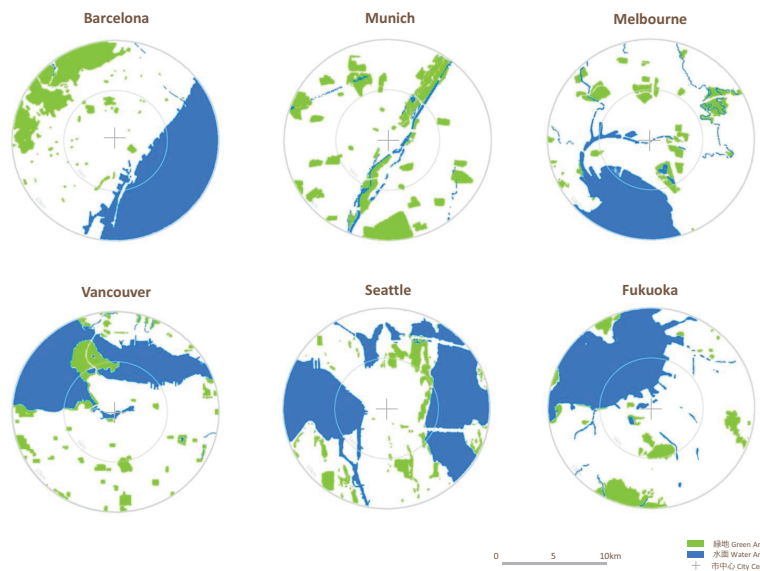 Barcelona Munich Melbourne
Vancouver Seattle Fukuoka
0 5 10km
緑地 Green Ar
水面 Water Ar
市中心 City Ce